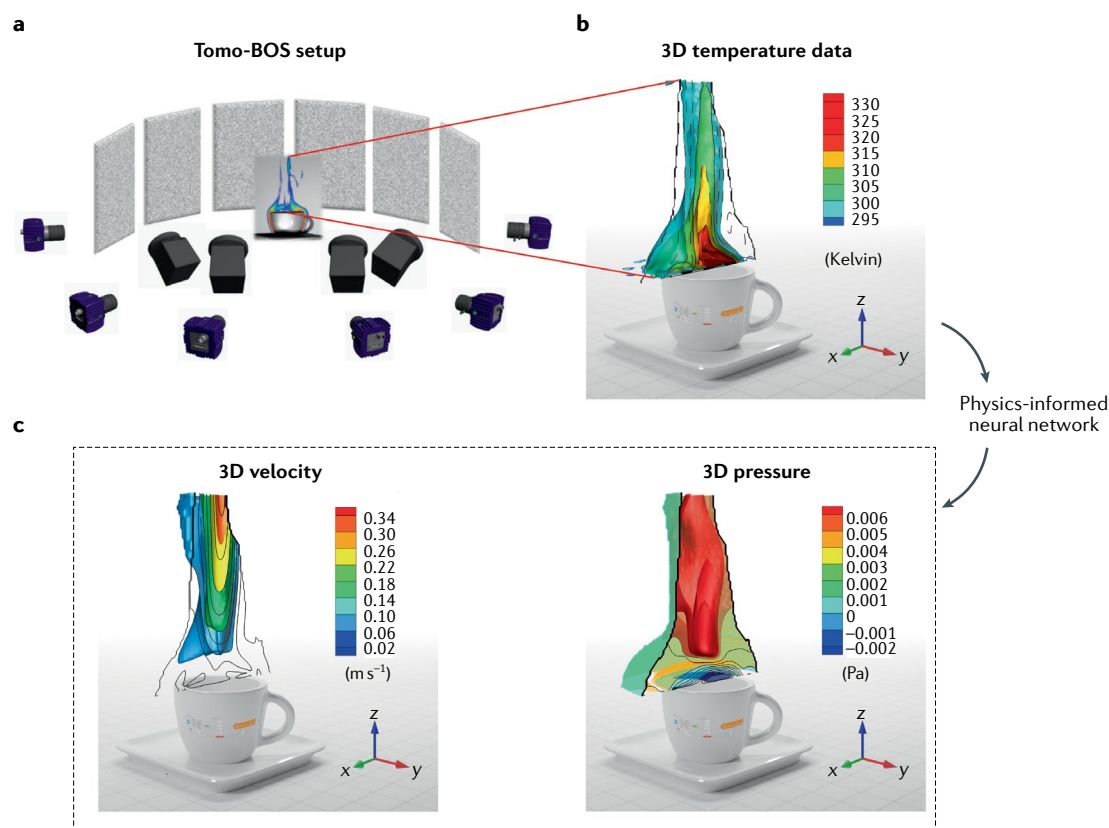 a
Tomo-BOS setup
b
3D temperature data
330
325
320
315
310
305
300
295
(Kelvin)
z
x
y
Physics-informed
neural network
c
3D velocity
0.34
0.30
0.26
0.22
0.18
0.14
0.10
0.06
0.02
(m s⁻¹)
z
x
y
3D pressure
0.006
0.005
0.004
0.003
0.002
0.001
0
−0.001
−0.002
(Pa)
z
x
y